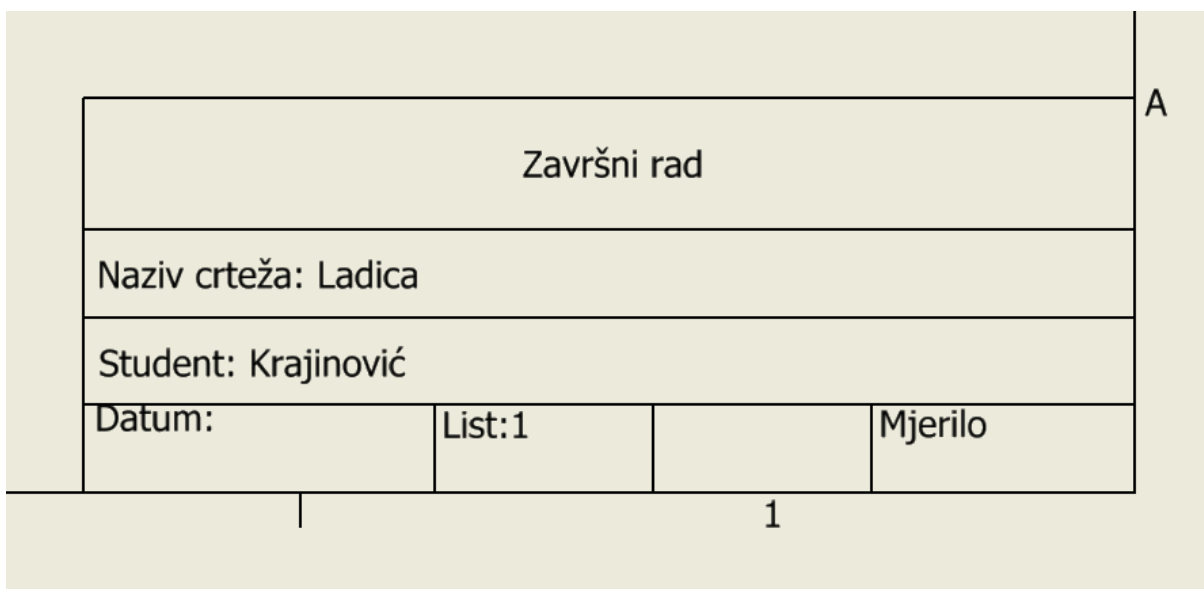 A
Završni rad
Naziv crteža: Ladica
Student: Krajinović
Datum: List:1 Mjerilo
1